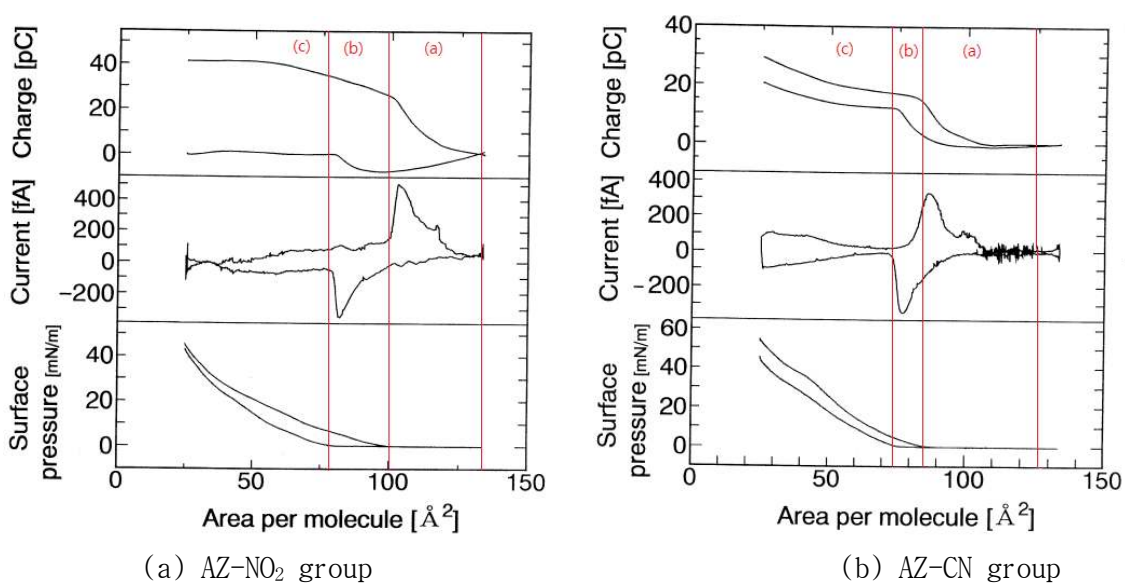 Charge [pC]
40
20
0
(c)
(b)
(a)
Current [fA]
400
200
0
-200
Surface
pressure [mN/m]
40
20
0
0
50
100
150
Area per molecule [Å²]
(a) AZ-NO₂ group
Charge [pC]
40
20
0
(c)
(b)
(a)
Current [fA]
400
200
0
-200
Surface
pressure [mN/m]
60
40
20
0
0
50
100
150
Area per molecule [Å²]
(b) AZ-CN group